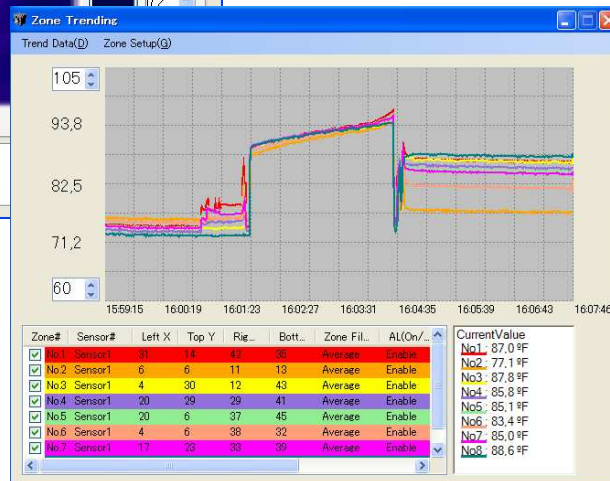 Zone Trending
Trend Data(D) Zone Setup(G)
105
93,8
82,5
71,2
60
15:59:15 16:00:19 16:01:23 16:02:27 16:03:31 16:04:35 16:05:39 16:06:43 16:07:46
Zone# Sensor# Left X Top Y Rig... Bott... Zone Fil... AL(On/...
No.1 Sensor1 31 14 42 35 Average Enable
No.2 Sensor1 6 6 11 13 Average Enable
No.3 Sensor1 4 30 12 43 Average Enable
No.4 Sensor1 20 29 29 41 Average Enable
No.5 Sensor1 20 6 37 45 Average Enable
No.6 Sensor1 4 6 38 32 Average Enable
No.7 Sensor1 17 23 33 39 Average Enable
CurrentValue
No1 : 87,0 ºF
No2 : 77,1 ºF
No3 : 87,8 ºF
No4 : 85,8 ºF
No5 : 85,1 ºF
No6 : 83,4 ºF
No7 : 85,0 ºF
No8 : 88,6 ºF